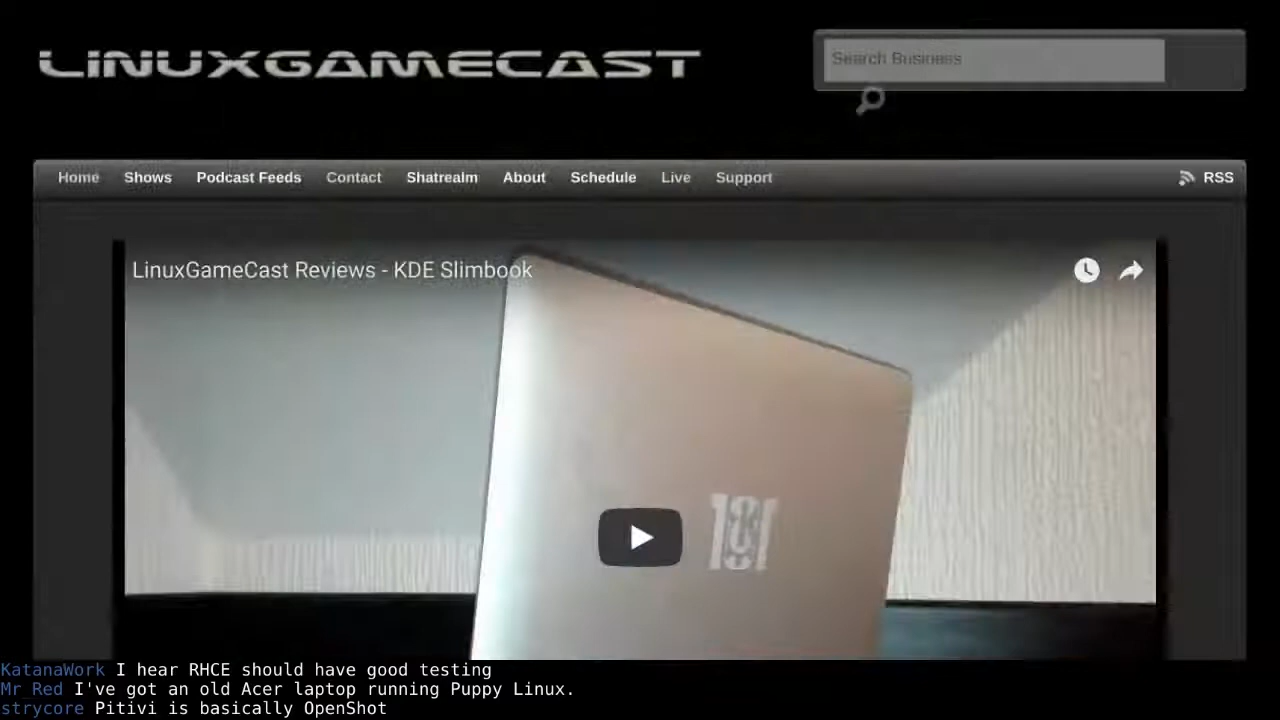 LINUXGAMECAST
Search Business
Home Shows Podcast Feeds Contact Shatrealm About Schedule Live Support RSS
LinuxGameCast Reviews - KDE Slimbook
KatanaWork I hear RHCE should have good testing
Mr_Red I've got an old Acer laptop running Puppy Linux.
strycore Pitivi is basically OpenShot